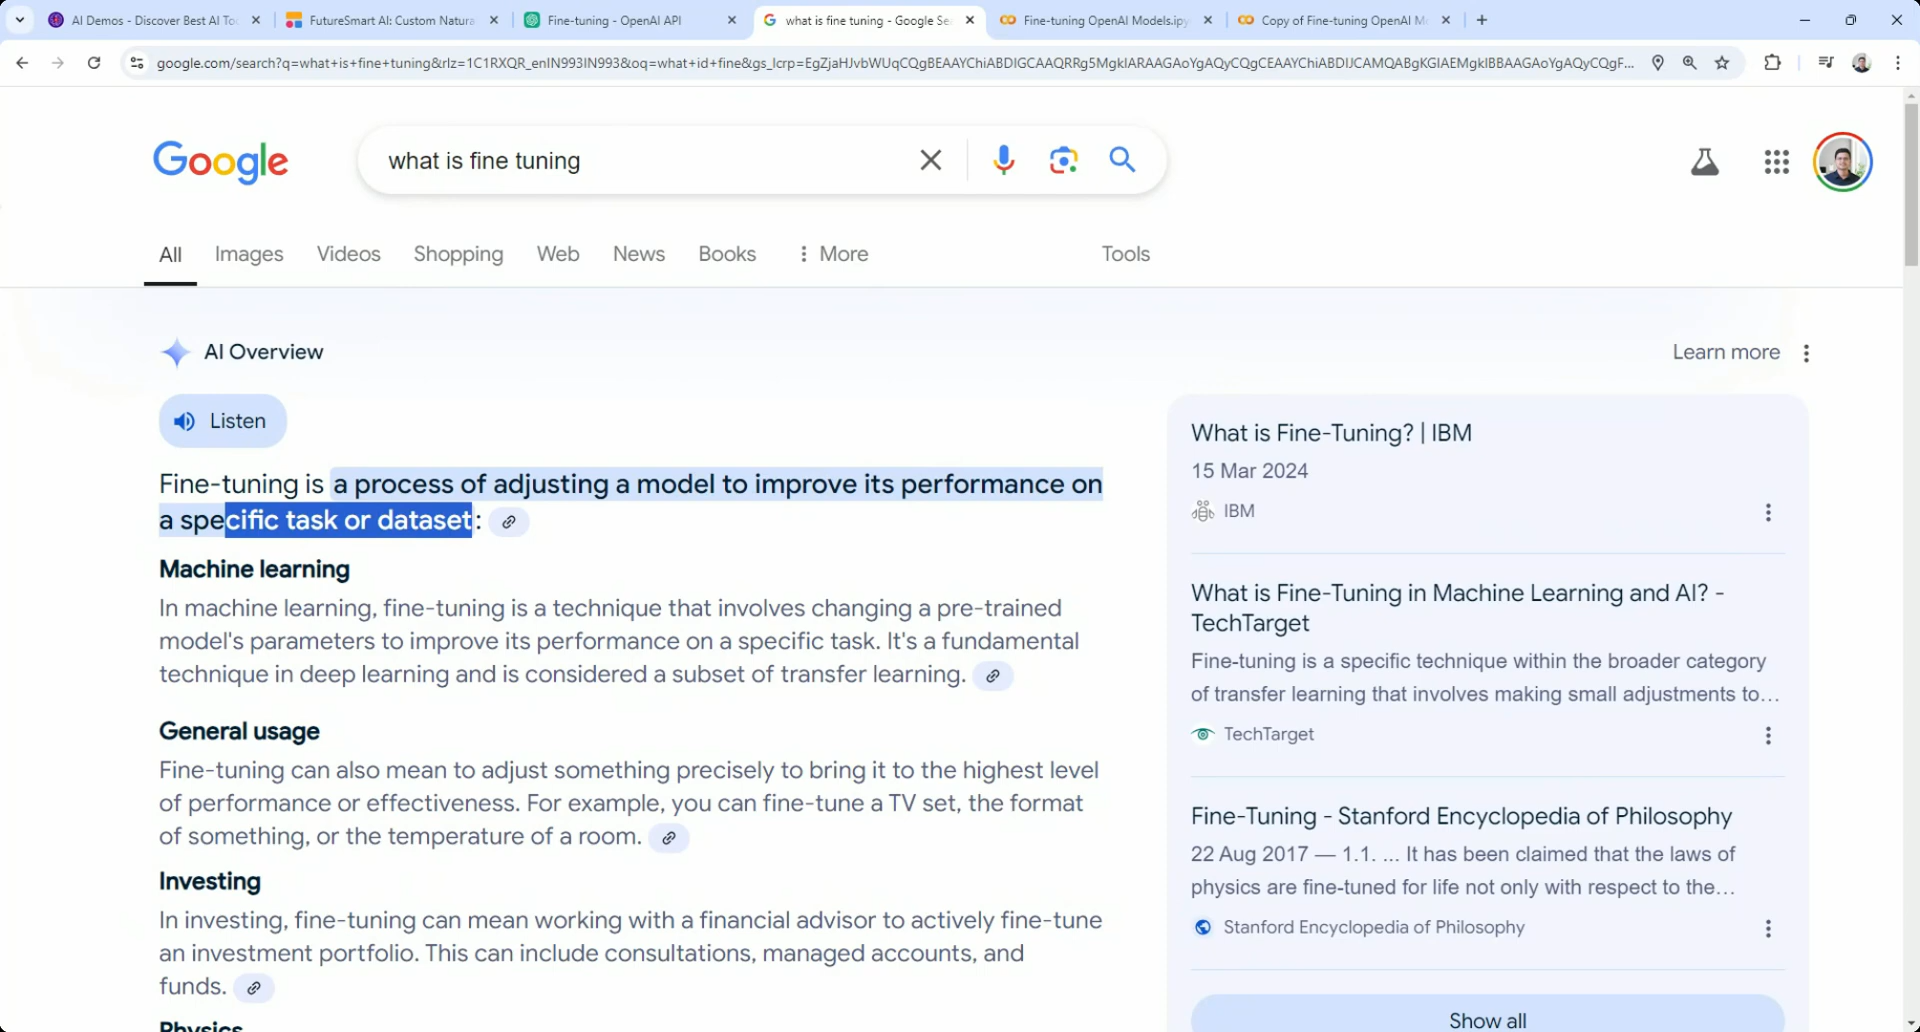 AI Demos - Discover Best AI To
FutureSmart AI: Custom Natura
Fine-tuning - OpenAI API
what is fine tuning - Google Se
Fine-tuning OpenAI Models.ipy
Copy of Fine-tuning OpenAI M
google.com/search?q=what+is+fine+tuning&rlz=1C1RXQR_enIN993IN993&oq=what+id+fine&gs_lcrp=EgZjaHJvbWUqCQgBEAAYChiABDIGCAAQRRg5MgkIARAAGAoYgAQyCQgCEAAYChiABDIJCAMQABgKGIAEMgkIBBAAGAoYgAQyCQgF...
Google
what is fine tuning
All Images Videos Shopping Web News Books More Tools
AI Overview
Learn more
Listen
Fine-tuning is a process of adjusting a model to improve its performance on
a specific task or dataset:
Machine learning
In machine learning, fine-tuning is a technique that involves changing a pre-trained
model's parameters to improve its performance on a specific task. It's a fundamental
technique in deep learning and is considered a subset of transfer learning.
General usage
Fine-tuning can also mean to adjust something precisely to bring it to the highest level
of performance or effectiveness. For example, you can fine-tune a TV set, the format
of something, or the temperature of a room.
Investing
In investing, fine-tuning can mean working with a financial advisor to actively fine-tune
an investment portfolio. This can include consultations, managed accounts, and
funds.
Physics
What is Fine-Tuning? | IBM
15 Mar 2024
IBM
What is Fine-Tuning in Machine Learning and AI? -
TechTarget
Fine-tuning is a specific technique within the broader category
of transfer learning that involves making small adjustments to...
TechTarget
Fine-Tuning - Stanford Encyclopedia of Philosophy
22 Aug 2017 — 1.1. ... It has been claimed that the laws of
physics are fine-tuned for life not only with respect to the...
Stanford Encyclopedia of Philosophy
Show all